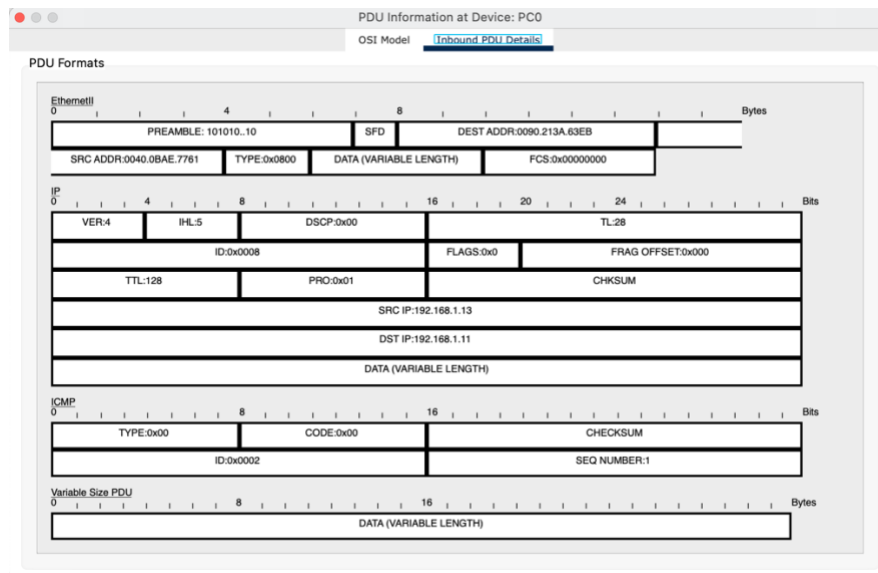 PDU Information at Device: PC0
OSI Model Inbound PDU Details
PDU Formats
EthernetII
0 4 8 Bytes
PREAMBLE: 101010..10 SFD DEST ADDR:0090.213A.63EB
SRC ADDR:0040.0BAE.7761 TYPE:0x0800 DATA (VARIABLE LENGTH) FCS:0x00000000
IP
0 4 8 16 20 24 Bits
VER:4 IHL:5 DSCP:0x00 TL:28
ID:0x0008 FLAGS:0x0 FRAG OFFSET:0x000
TTL:128 PRO:0x01 CHKSUM
SRC IP:192.168.1.13
DST IP:192.168.1.11
DATA (VARIABLE LENGTH)
ICMP
0 8 16 Bits
TYPE:0x00 CODE:0x00 CHECKSUM
ID:0x0002 SEQ NUMBER:1
Variable Size PDU
0 8 16 Bytes
DATA (VARIABLE LENGTH)